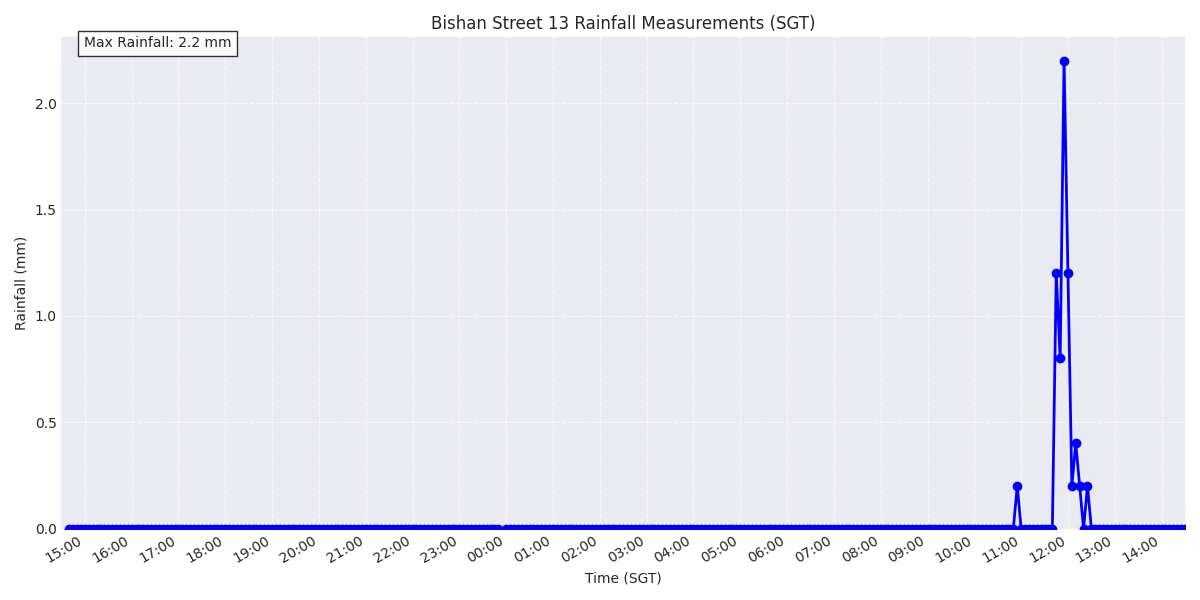 Bishan Street 13 Rainfall Measurements (SGT)
Max Rainfall: 2.2 mm
2.0
1.5
1.0
0.5
0.0
Rainfall (mm)
15:00 16:00 17:00 18:00 19:00 20:00 21:00 22:00 23:00 00:00 01:00 02:00 03:00 04:00 05:00 06:00 07:00 08:00 09:00 10:00 11:00 12:00 13:00 14:00
Time (SGT)